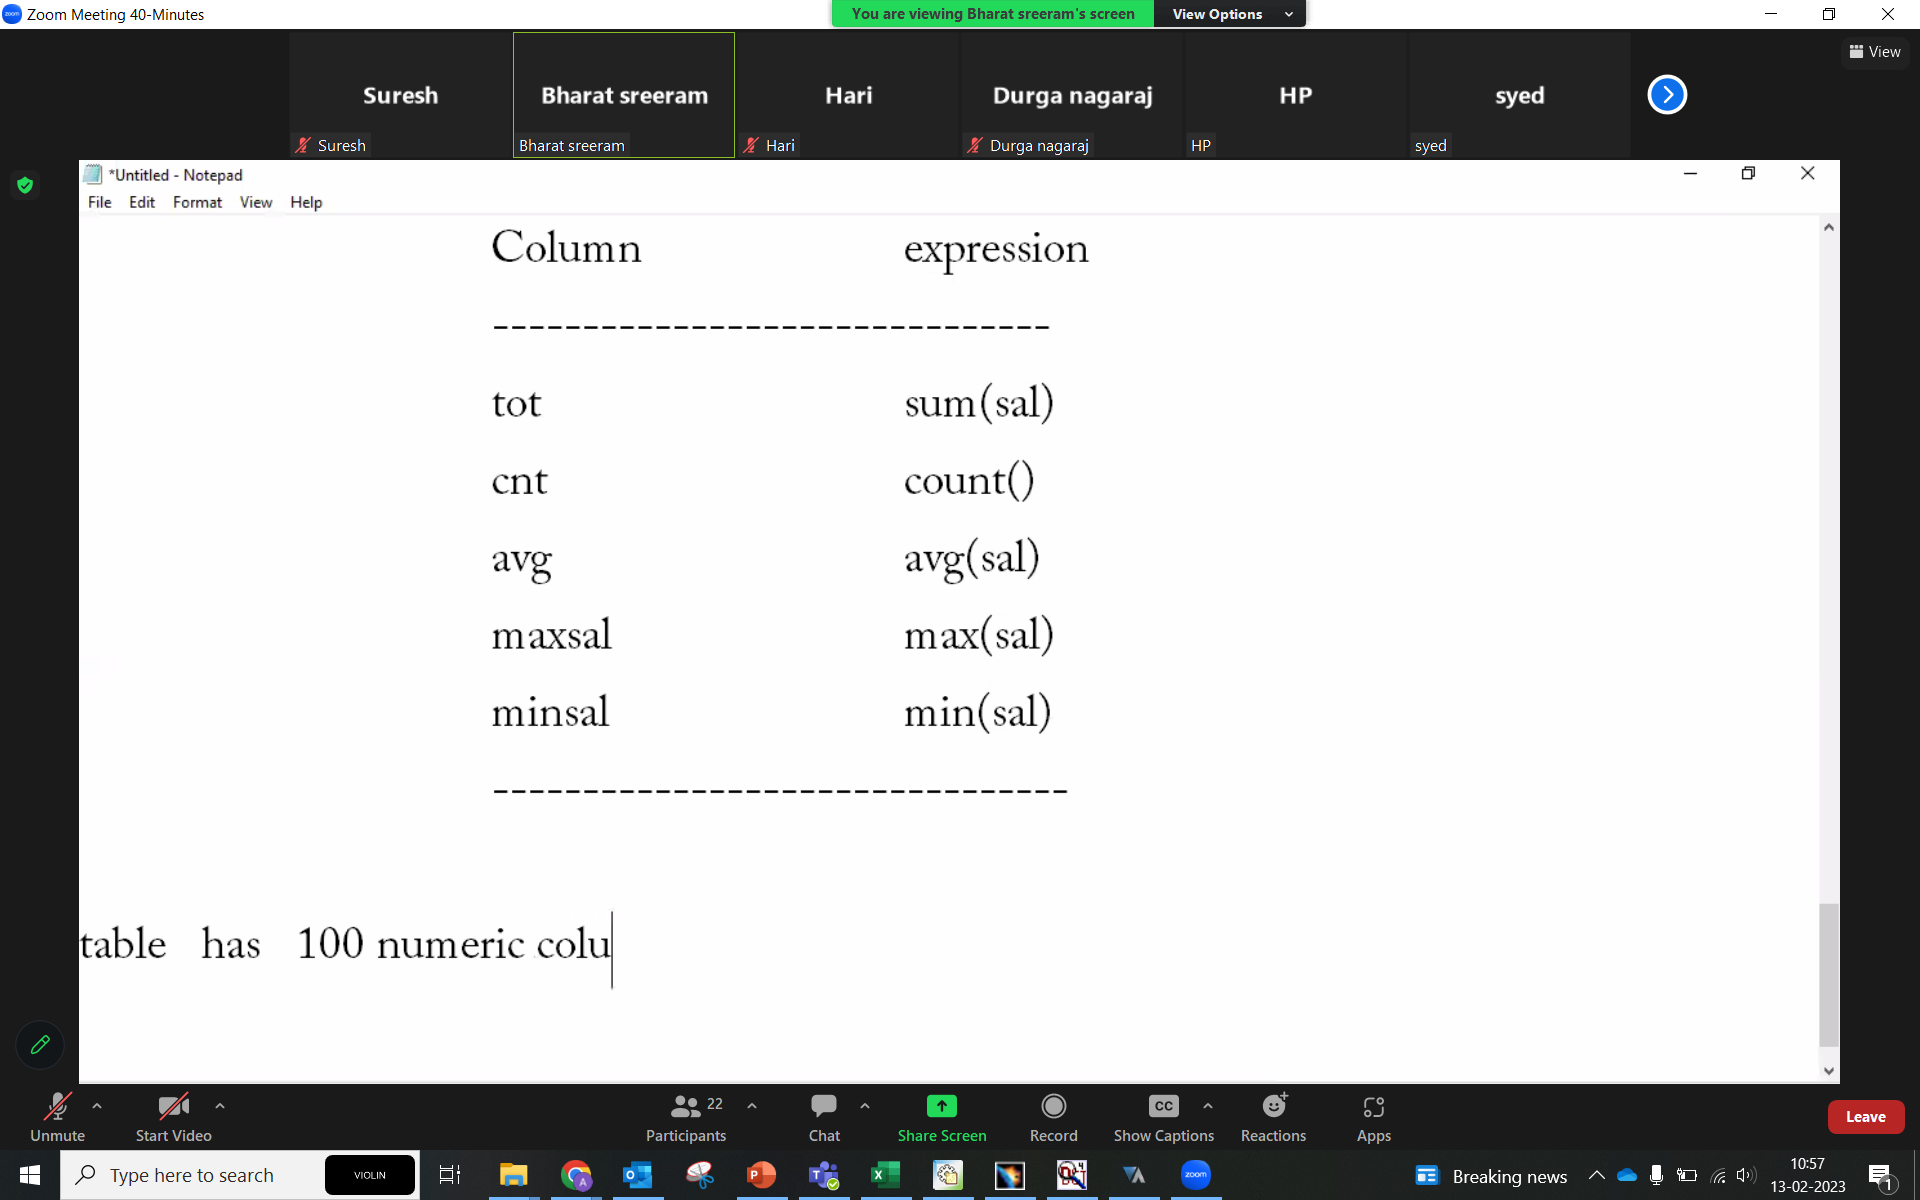 Zoom Meeting 40-Minutes
You are viewing Bharat sreeram's screen View Options
View
Suresh Bharat sreeram Hari Durga nagaraj HP syed
Suresh Bharat sreeram Hari Durga nagaraj HP syed
*Untitled - Notepad
File Edit Format View Help
Column expression
-------------------------------
tot sum(sal)
cnt count()
avg avg(sal)
maxsal max(sal)
minsal min(sal)
--------------------------------
table has 100 numeric colu
22
CC
Unmute Start Video Participants Chat Share Screen Record Show Captions Reactions Apps Leave
Type here to search VIOLIN Breaking news
zoom
10:57
13-02-2023
1